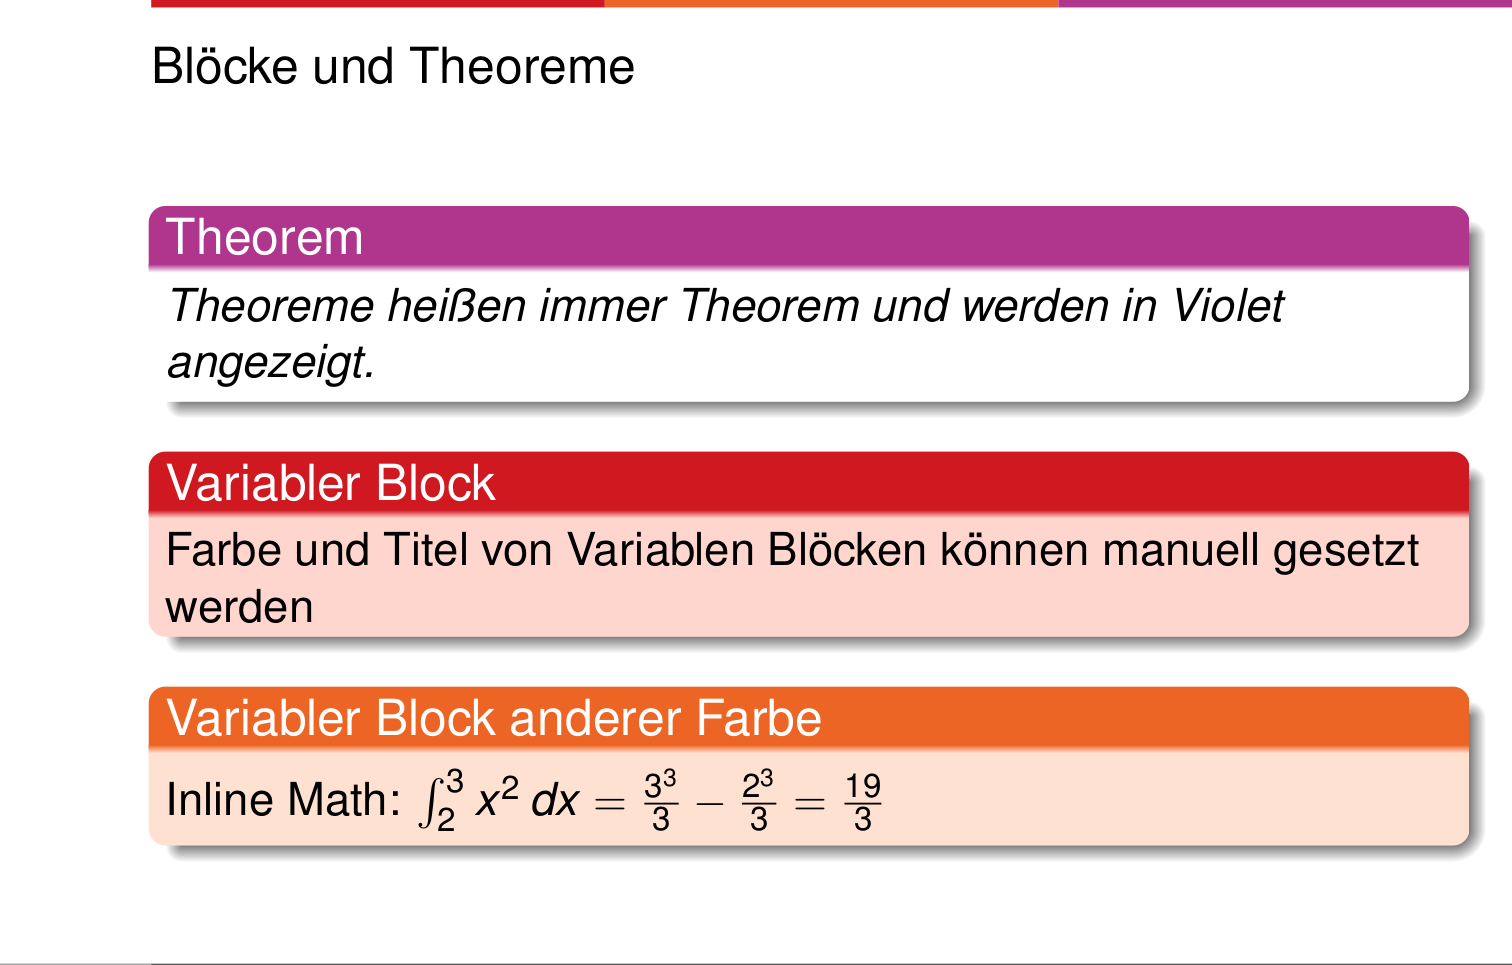 Blöcke und Theoreme
Theorem
Theoreme heißen immer Theorem und werden in Violet
angezeigt.
Variabler Block
Farbe und Titel von Variablen Blöcken können manuell gesetzt
werden
Variabler Block anderer Farbe
Inline Math: $\int_2^3 x^2 \, dx = \frac{3^3}{3} - \frac{2^3}{3} = \frac{19}{3}$